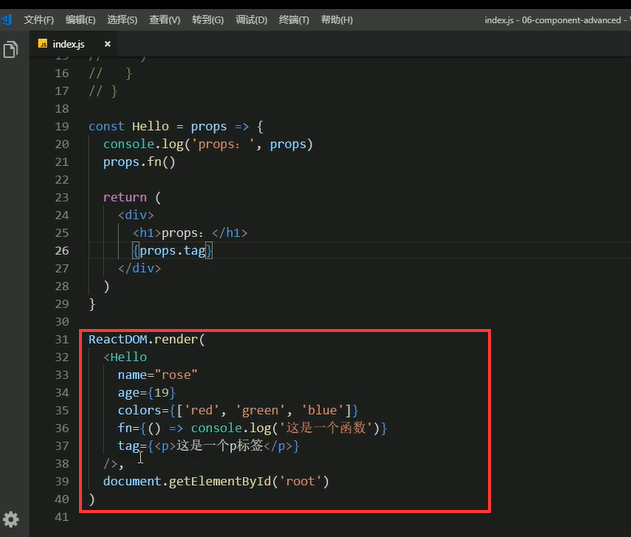 文件(F) 编辑(E) 选择(S) 查看(V) 转到(G) 调试(D) 终端(T) 帮助(H) index.js - 06-component-advanced -
JS index.js ×
16 //   }
17 // }
18
19 const Hello = props => {
20   console.log('props：', props)
21   props.fn()
22
23   return (
24     <div>
25       <h1>props：</h1>
26       {props.tag}
27     </div>
28   )
29 }
30
31 ReactDOM.render(
32   <Hello
33     name="rose"
34     age={19}
35     colors={['red', 'green', 'blue']}
36     fn={() => console.log('这是一个函数')}
37     tag={<p>这是一个p标签</p>}
38   />,
39   document.getElementById('root')
40 )
41